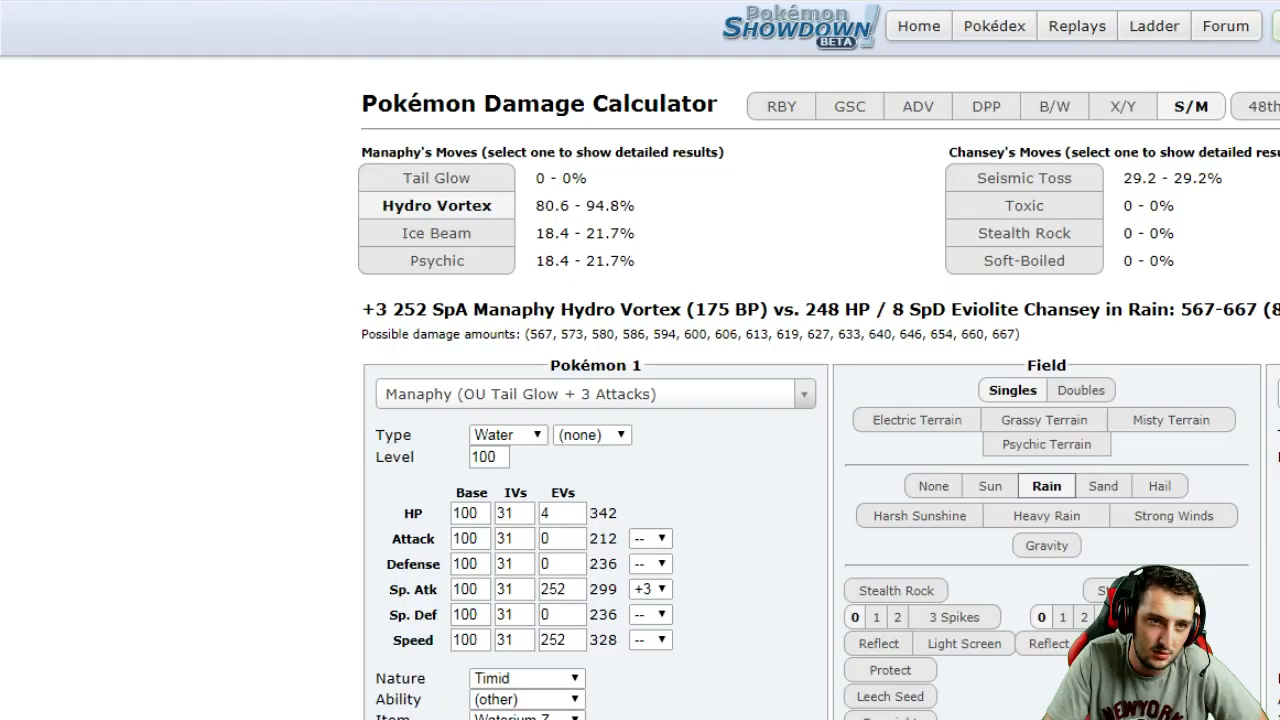 Pokémon
SHOWDOWN!
BETA
Home Pokédex Replays Ladder Forum
Pokémon Damage Calculator RBY GSC ADV DPP B/W X/Y S/M 48th
Manaphy's Moves (select one to show detailed results) Chansey's Moves (select one to show detailed resu
Tail Glow 0 - 0% Seismic Toss 29.2 - 29.2%
Hydro Vortex 80.6 - 94.8% Toxic 0 - 0%
Ice Beam 18.4 - 21.7% Stealth Rock 0 - 0%
Psychic 18.4 - 21.7% Soft-Boiled 0 - 0%
+3 252 SpA Manaphy Hydro Vortex (175 BP) vs. 248 HP / 8 SpD Eviolite Chansey in Rain: 567-667 (8
Possible damage amounts: (567, 573, 580, 586, 594, 600, 606, 613, 619, 627, 633, 640, 646, 654, 660, 667)
Pokémon 1 Field
Manaphy (OU Tail Glow + 3 Attacks) Singles Doubles
Electric Terrain Grassy Terrain Misty Terrain
Type Water (none)
Psychic Terrain
Level 100
Base IVs EVs None Sun Rain Sand Hail
HP 100 31 4 342 Harsh Sunshine Heavy Rain Strong Winds
Attack 100 31 0 212 --
Gravity
Defense 100 31 0 236 --
Sp. Atk 100 31 252 299 +3 Stealth Rock
Sp. Def 100 31 0 236 -- 0 1 2 3 Spikes 0 1 2
Speed 100 31 252 328 -- Reflect Light Screen Reflect
Protect
Nature Timid
Ability (other) Leech Seed
Item Waterium Z
NEW YORK